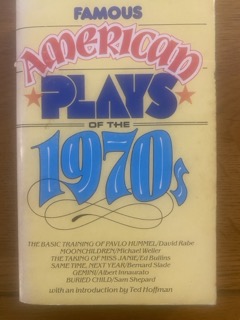 FAMOUS
American
PLAYS
OF THE
1970s
THE BASIC TRAINING OF PAVLO HUMMEL/David Rabe
MOONCHILDREN/Michael Weller
THE TAKING OF MISS JANIE/Ed Bullins
SAME TIME, NEXT YEAR/Bernard Slade
GEMINI/Albert Innaurato
BURIED CHILD/Sam Shepard
with an introduction by Ted Hoffman